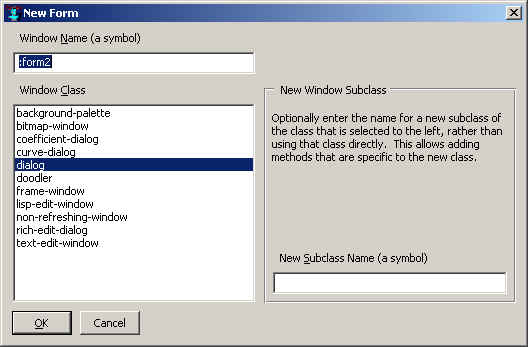 New Form
Window Name (a symbol)
:form2
Window Class
background-palette
bitmap-window
coefficient-dialog
curve-dialog
dialog
doodler
frame-window
lisp-edit-window
non-refreshing-window
rich-edit-dialog
text-edit-window
New Window Subclass
Optionally enter the name for a new subclass of
the class that is selected to the left, rather than
using that class directly.  This allows adding
methods that are specific to the new class.
New Subclass Name (a symbol)
OK
Cancel